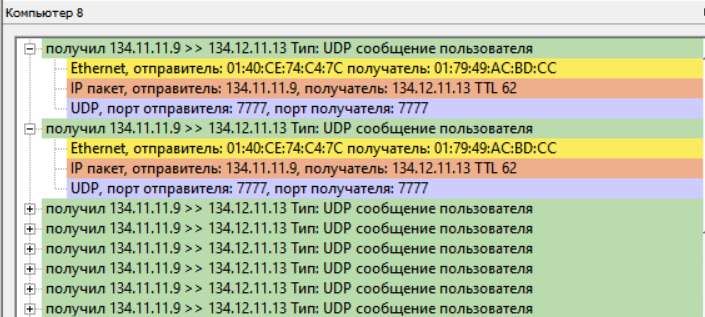 Компьютер 8
получил 134.11.11.9 >> 134.12.11.13 Тип: UDP сообщение пользователя
Ethernet, отправитель: 01:40:CE:74:C4:7C получатель: 01:79:49:AC:BD:CC
IP пакет, отправитель: 134.11.11.9, получатель: 134.12.11.13 TTL 62
UDP, порт отправителя: 7777, порт получателя: 7777
получил 134.11.11.9 >> 134.12.11.13 Тип: UDP сообщение пользователя
Ethernet, отправитель: 01:40:CE:74:C4:7C получатель: 01:79:49:AC:BD:CC
IP пакет, отправитель: 134.11.11.9, получатель: 134.12.11.13 TTL 62
UDP, порт отправителя: 7777, порт получателя: 7777
получил 134.11.11.9 >> 134.12.11.13 Тип: UDP сообщение пользователя
получил 134.11.11.9 >> 134.12.11.13 Тип: UDP сообщение пользователя
получил 134.11.11.9 >> 134.12.11.13 Тип: UDP сообщение пользователя
получил 134.11.11.9 >> 134.12.11.13 Тип: UDP сообщение пользователя
получил 134.11.11.9 >> 134.12.11.13 Тип: UDP сообщение пользователя
получил 134.11.11.9 >> 134.12.11.13 Тип: UDP сообщение пользователя